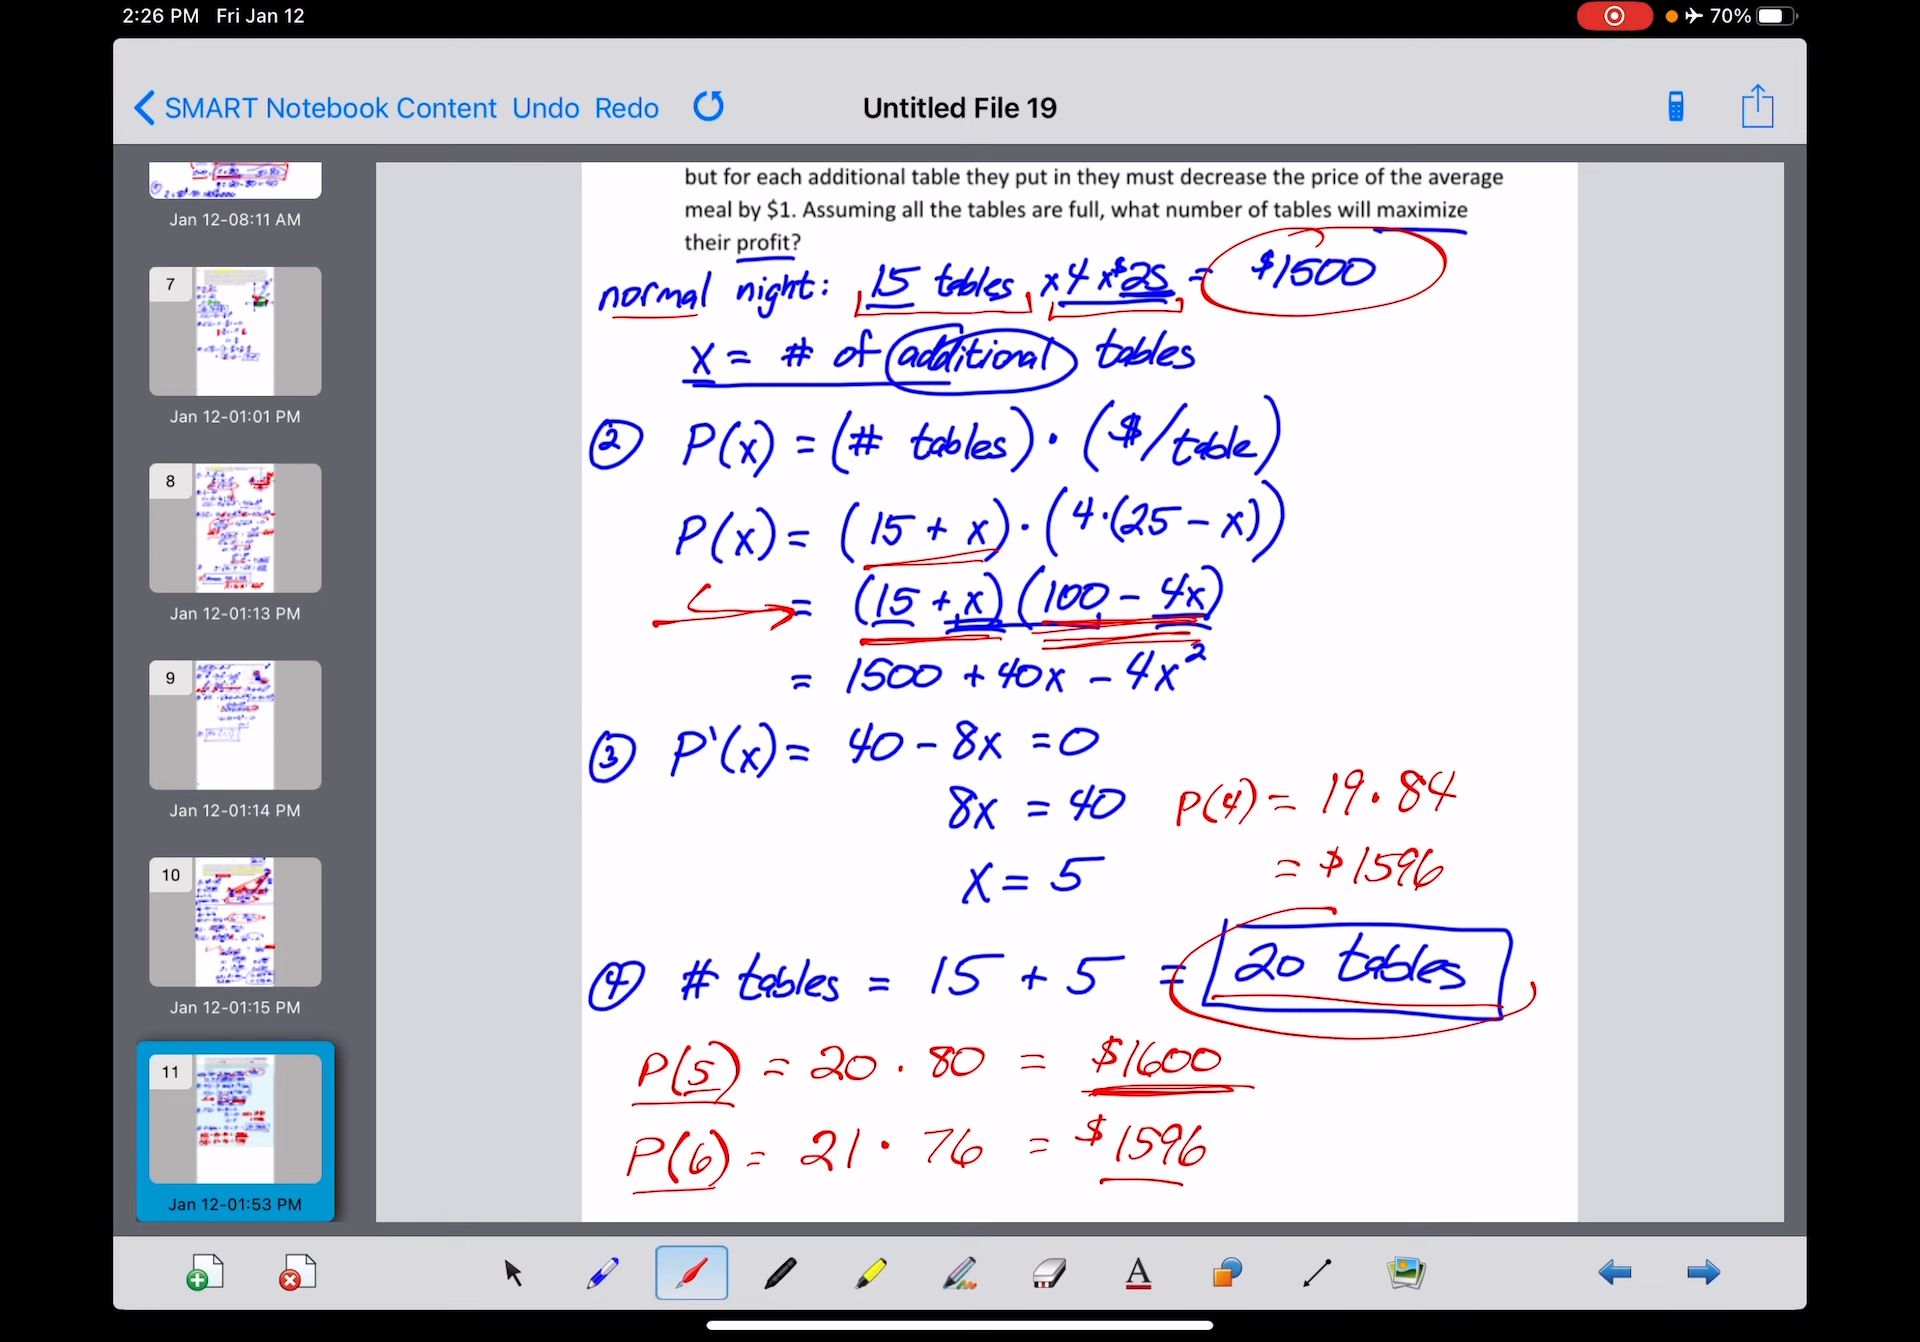 2:26 PM Fri Jan 12
70%
SMART Notebook Content Undo Redo
Untitled File 19
Jan 12-08:11 AM
7
Jan 12-01:01 PM
8
Jan 12-01:13 PM
9
Jan 12-01:14 PM
10
Jan 12-01:15 PM
11
Jan 12-01:53 PM
but for each additional table they put in they must decrease the price of the average
meal by $1. Assuming all the tables are full, what number of tables will maximize
their profit?
normal night: 15 tables x 4 x $25 = $1500
x = # of additional tables
② P(x) = (# tables) · ($/table)
P(x) = (15 + x) · (4·(25 - x))
= (15 + x)(100 - 4x)
= 1500 + 40x - 4x²
③ P'(x) = 40 - 8x = 0
8x = 40
x = 5
P(4) = 19 · 84
= $1596
④ # tables = 15 + 5 = 20 tables
P(5) = 20 · 80 = $1600
P(6) = 21 · 76 = $1596
A